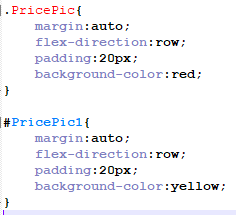 .PricePic{
margin:auto;
flex-direction:row;
padding:20px;
background-color:red;
}
#PricePic1{
margin:auto;
flex-direction:row;
padding:20px;
background-color:yellow;
}